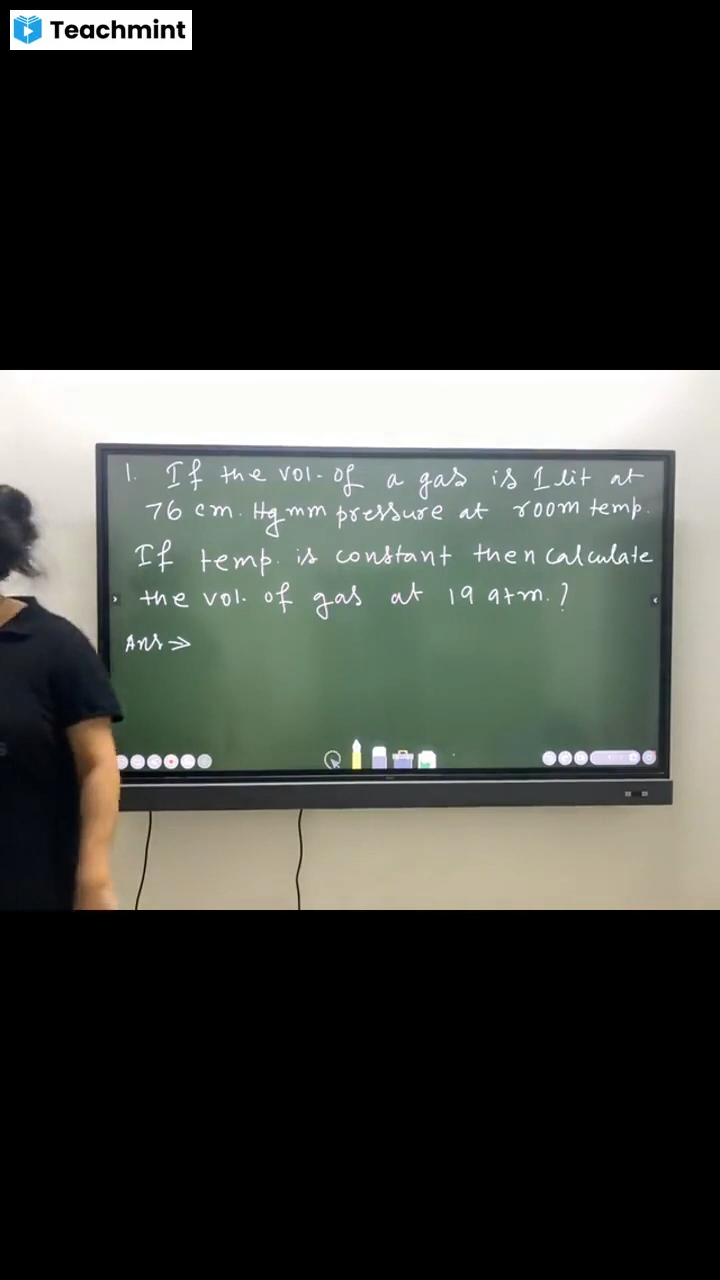 Teachmint
1. If the vol. of a gas is 1 lit at
76 cm. Hg mm pressure at room temp.
If temp. is constant then calculate
the vol. of gas at 19 atm. ?
Ans ⇒